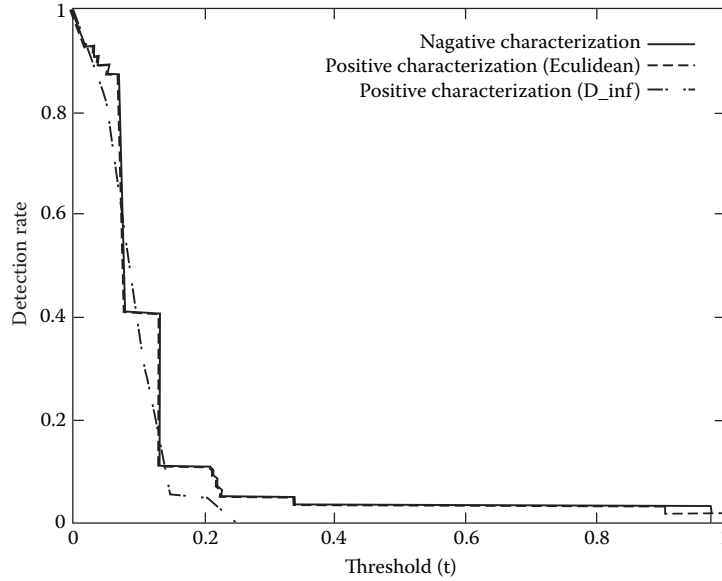 1
0.8
0.6
0.4
0.2
0
Detection rate
Nagative characterization
Positive characterization (Eculidean)
Positive characterization (D_inf)
0 0.2 0.4 0.6 0.8 1
Threshold (t)